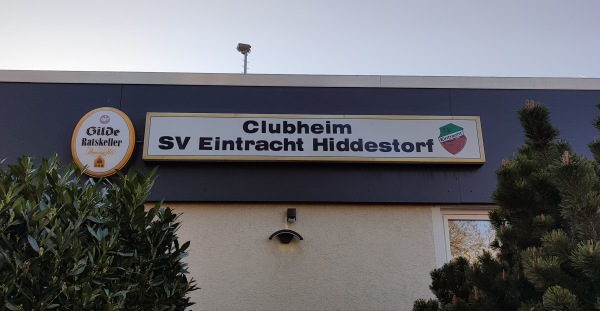 Gilde
Ratskeller
Clubheim
SV Eintracht Hiddestorf